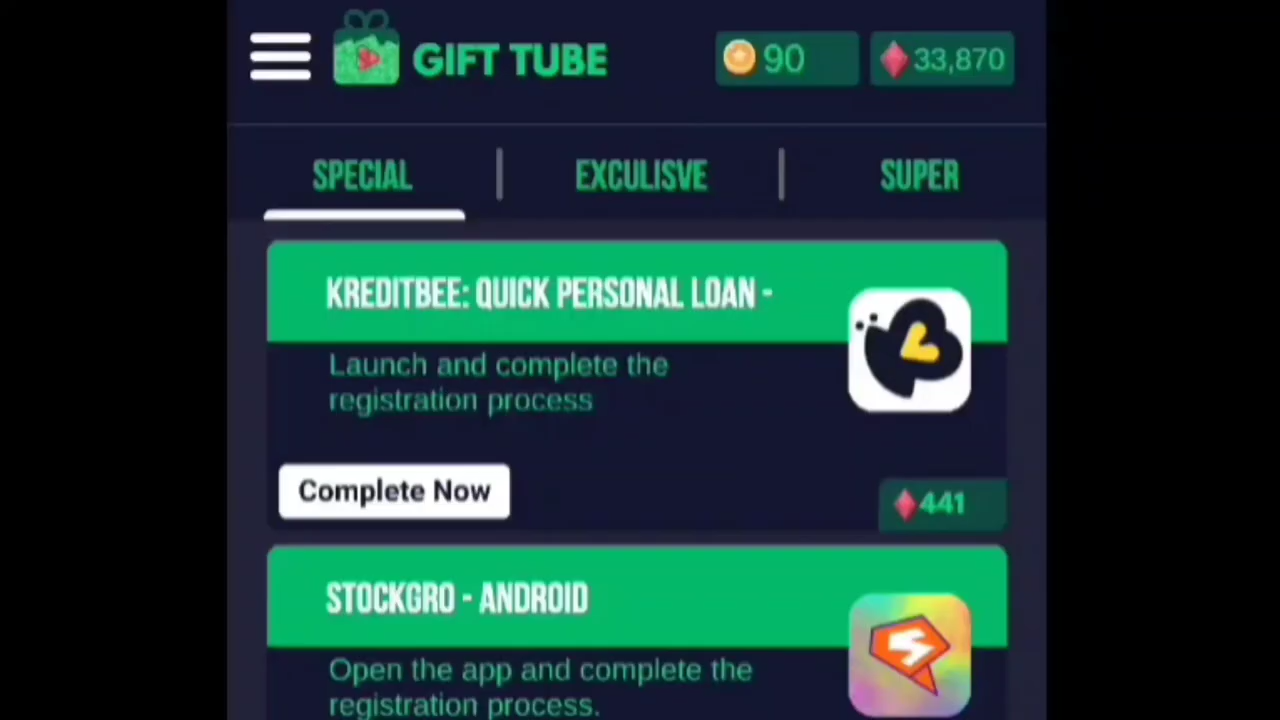 GIFT TUBE
90
33,870
SPECIAL
EXCULISVE
SUPER
KREDITBEE: QUICK PERSONAL LOAN -
Launch and complete the
registration process
Complete Now
441
STOCKGRO - ANDROID
Open the app and complete the
registration process.